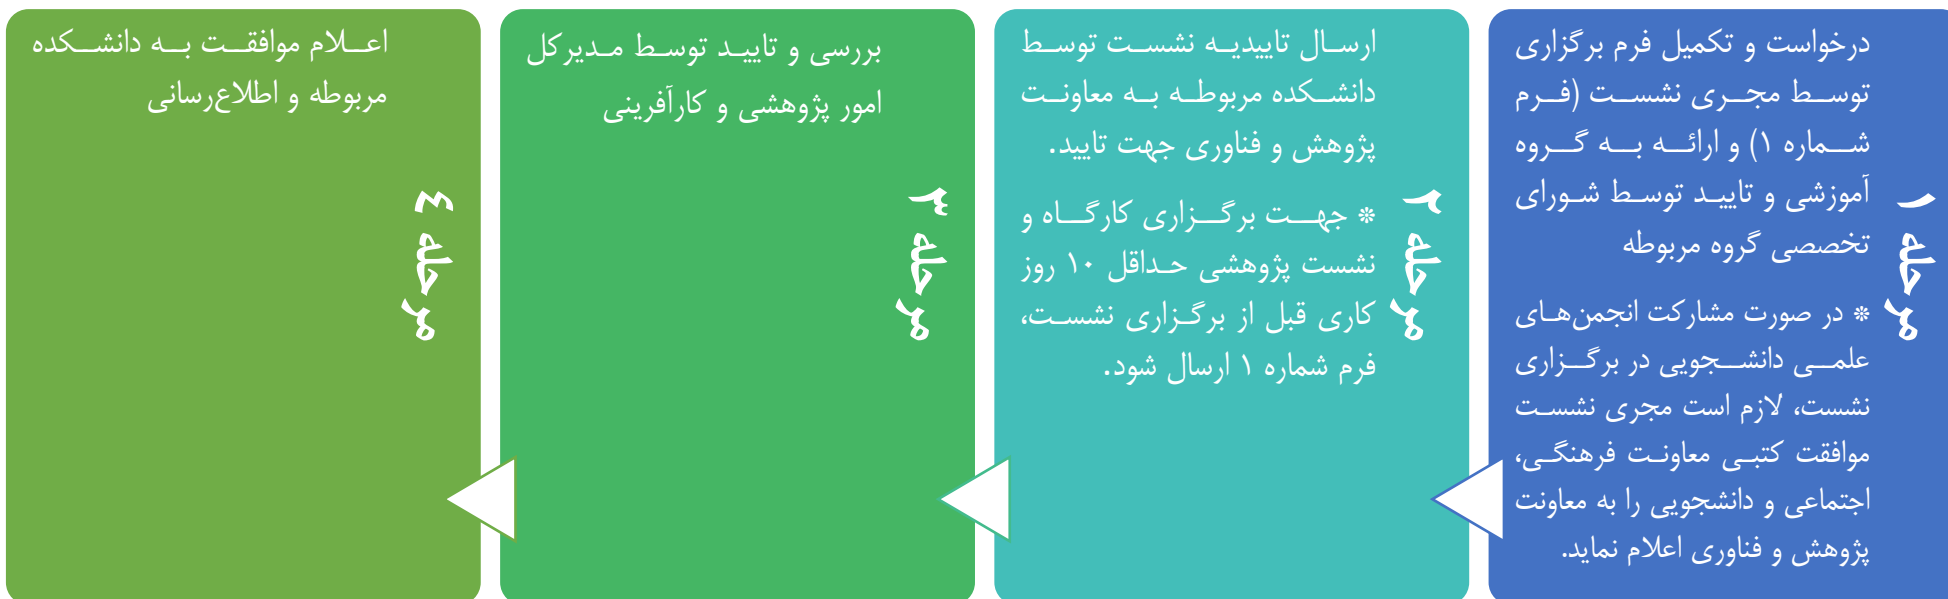 مرحله ۱
درخواست و تکمیل فرم برگزاری
توسط مجری نشست (فرم
شماره ۱) و ارائه به گروه
آموزشی و تایید توسط شورای
تخصصی گروه مربوطه
* در صورت مشارکت انجمن‌های
علمی دانشجویی در برگزاری
نشست، لازم است مجری نشست
موافقت کتبی معاونت فرهنگی،
اجتماعی و دانشجویی را به معاونت
پژوهش و فناوری اعلام نماید.
مرحله ۲
ارسال تاییدیه نشست توسط
دانشکده مربوطه به معاونت
پژوهش و فناوری جهت تایید.
* جهت برگزاری کارگاه و
نشست پژوهشی حداقل ۱۰ روز
کاری قبل از برگزاری نشست،
فرم شماره ۱ ارسال شود.
مرحله ۳
بررسی و تایید توسط مدیرکل
امور پژوهشی و کارآفرینی
مرحله ٤
اعلام موافقت به دانشکده
مربوطه و اطلاع‌رسانی